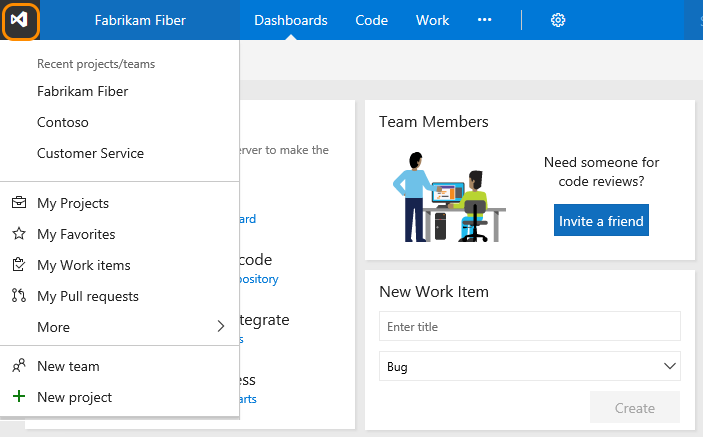 Fabrikam Fiber
Dashboards
Code
Work
Recent projects/teams
Fabrikam Fiber
Contoso
Customer Service
My Projects
My Favorites
My Work items
My Pull requests
More
New team
New project
erver to make the
ard
code
pository
ntegrate
s
ess
arts
Team Members
Need someone for
code reviews?
Invite a friend
New Work Item
Enter title
Bug
Create